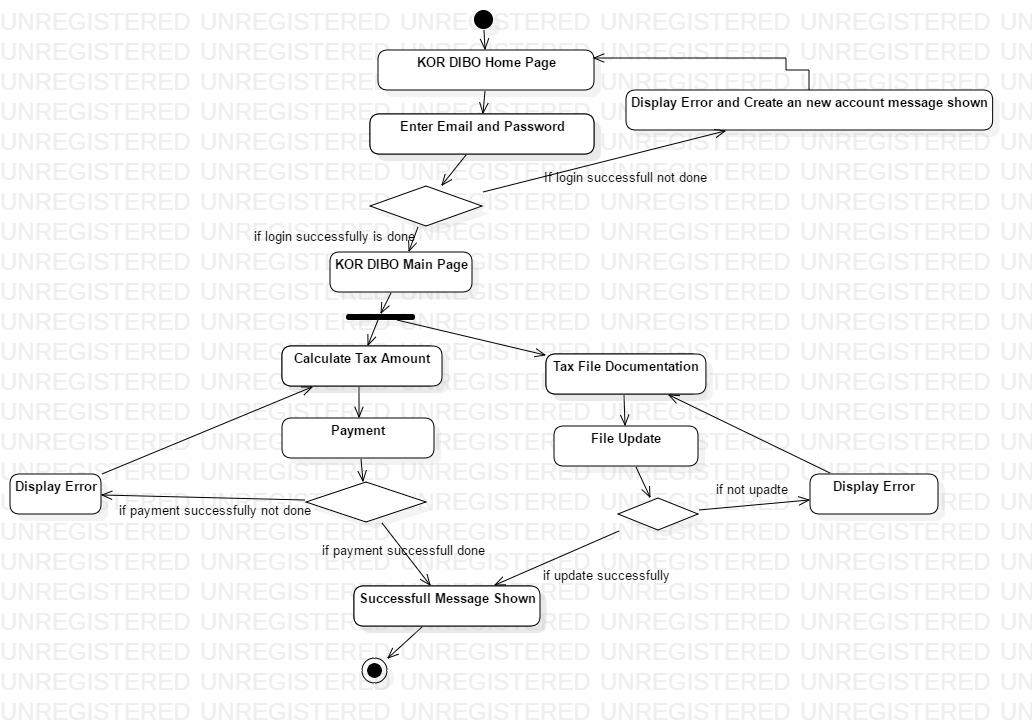 UNREGISTERED UNREGISTERED UNREGISTERED UNREGISTERED UNREGISTERED UN
KOR DIBO Home Page
Display Error and Create an new account message shown
Enter Email and Password
If login successfull not done
if login successfully is done
KOR DIBO Main Page
Calculate Tax Amount
Tax File Documentation
Payment
File Update
Display Error
Display Error
if not upadte
if payment successfully not done
if payment successfull done
if update successfully
Successfull Message Shown